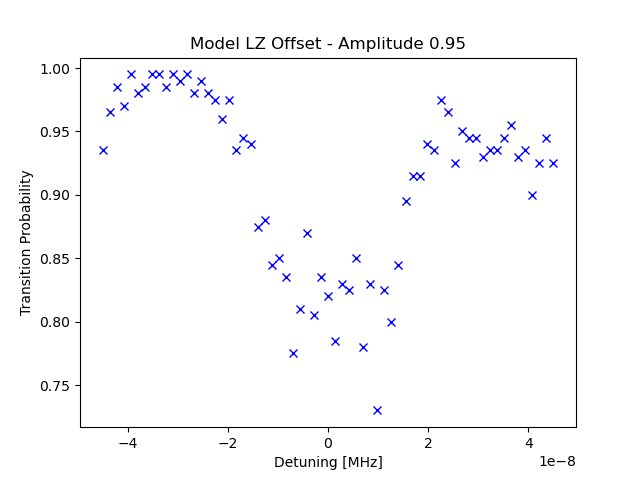 Model LZ Offset - Amplitude 0.95
1.00
0.95
0.90
0.85
0.80
0.75
Transition Probability
−4
−2
0
2
4
1e−8
Detuning [MHz]